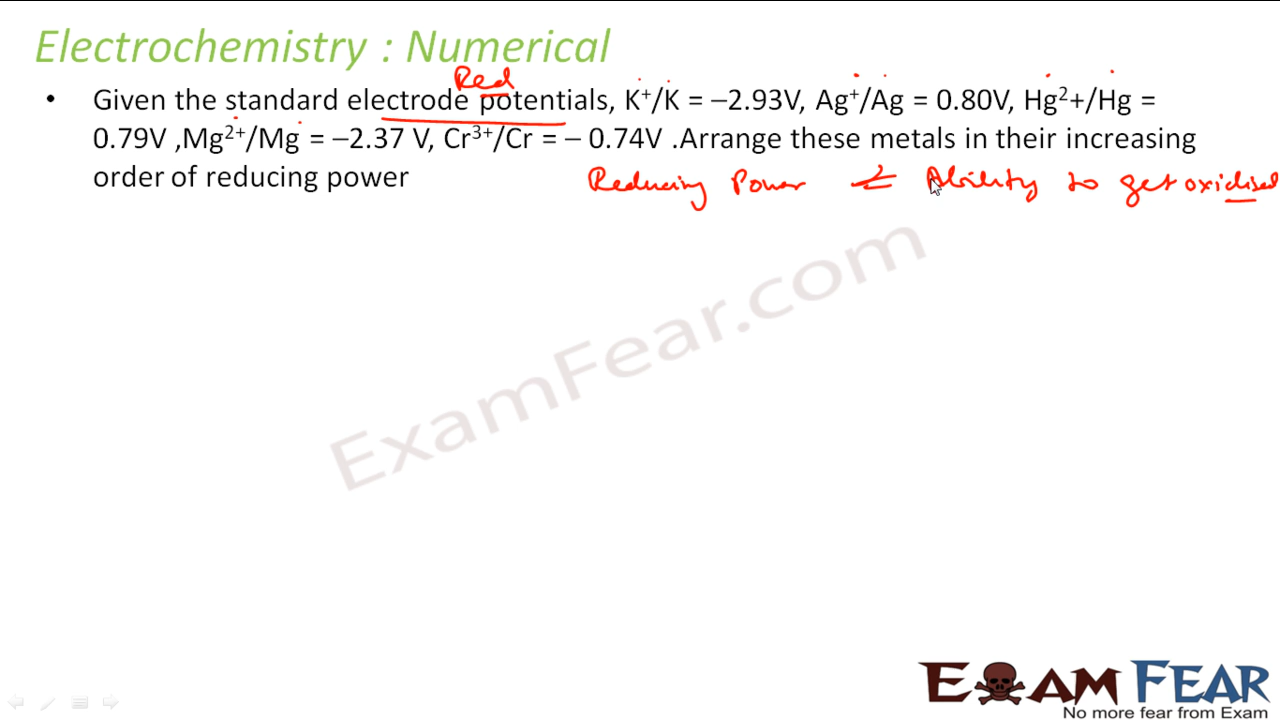 Electrochemistry : Numerical
Red
• Given the standard electrode potentials, K⁺/K = –2.93V, Ag⁺/Ag = 0.80V, Hg²+/Hg =
0.79V ,Mg²⁺/Mg = –2.37 V, Cr³⁺/Cr = – 0.74V .Arrange these metals in their increasing
order of reducing power
Reducing Power Ability to get oxidised
ExamFear.com
EXAM FEAR
No more fear from Exam